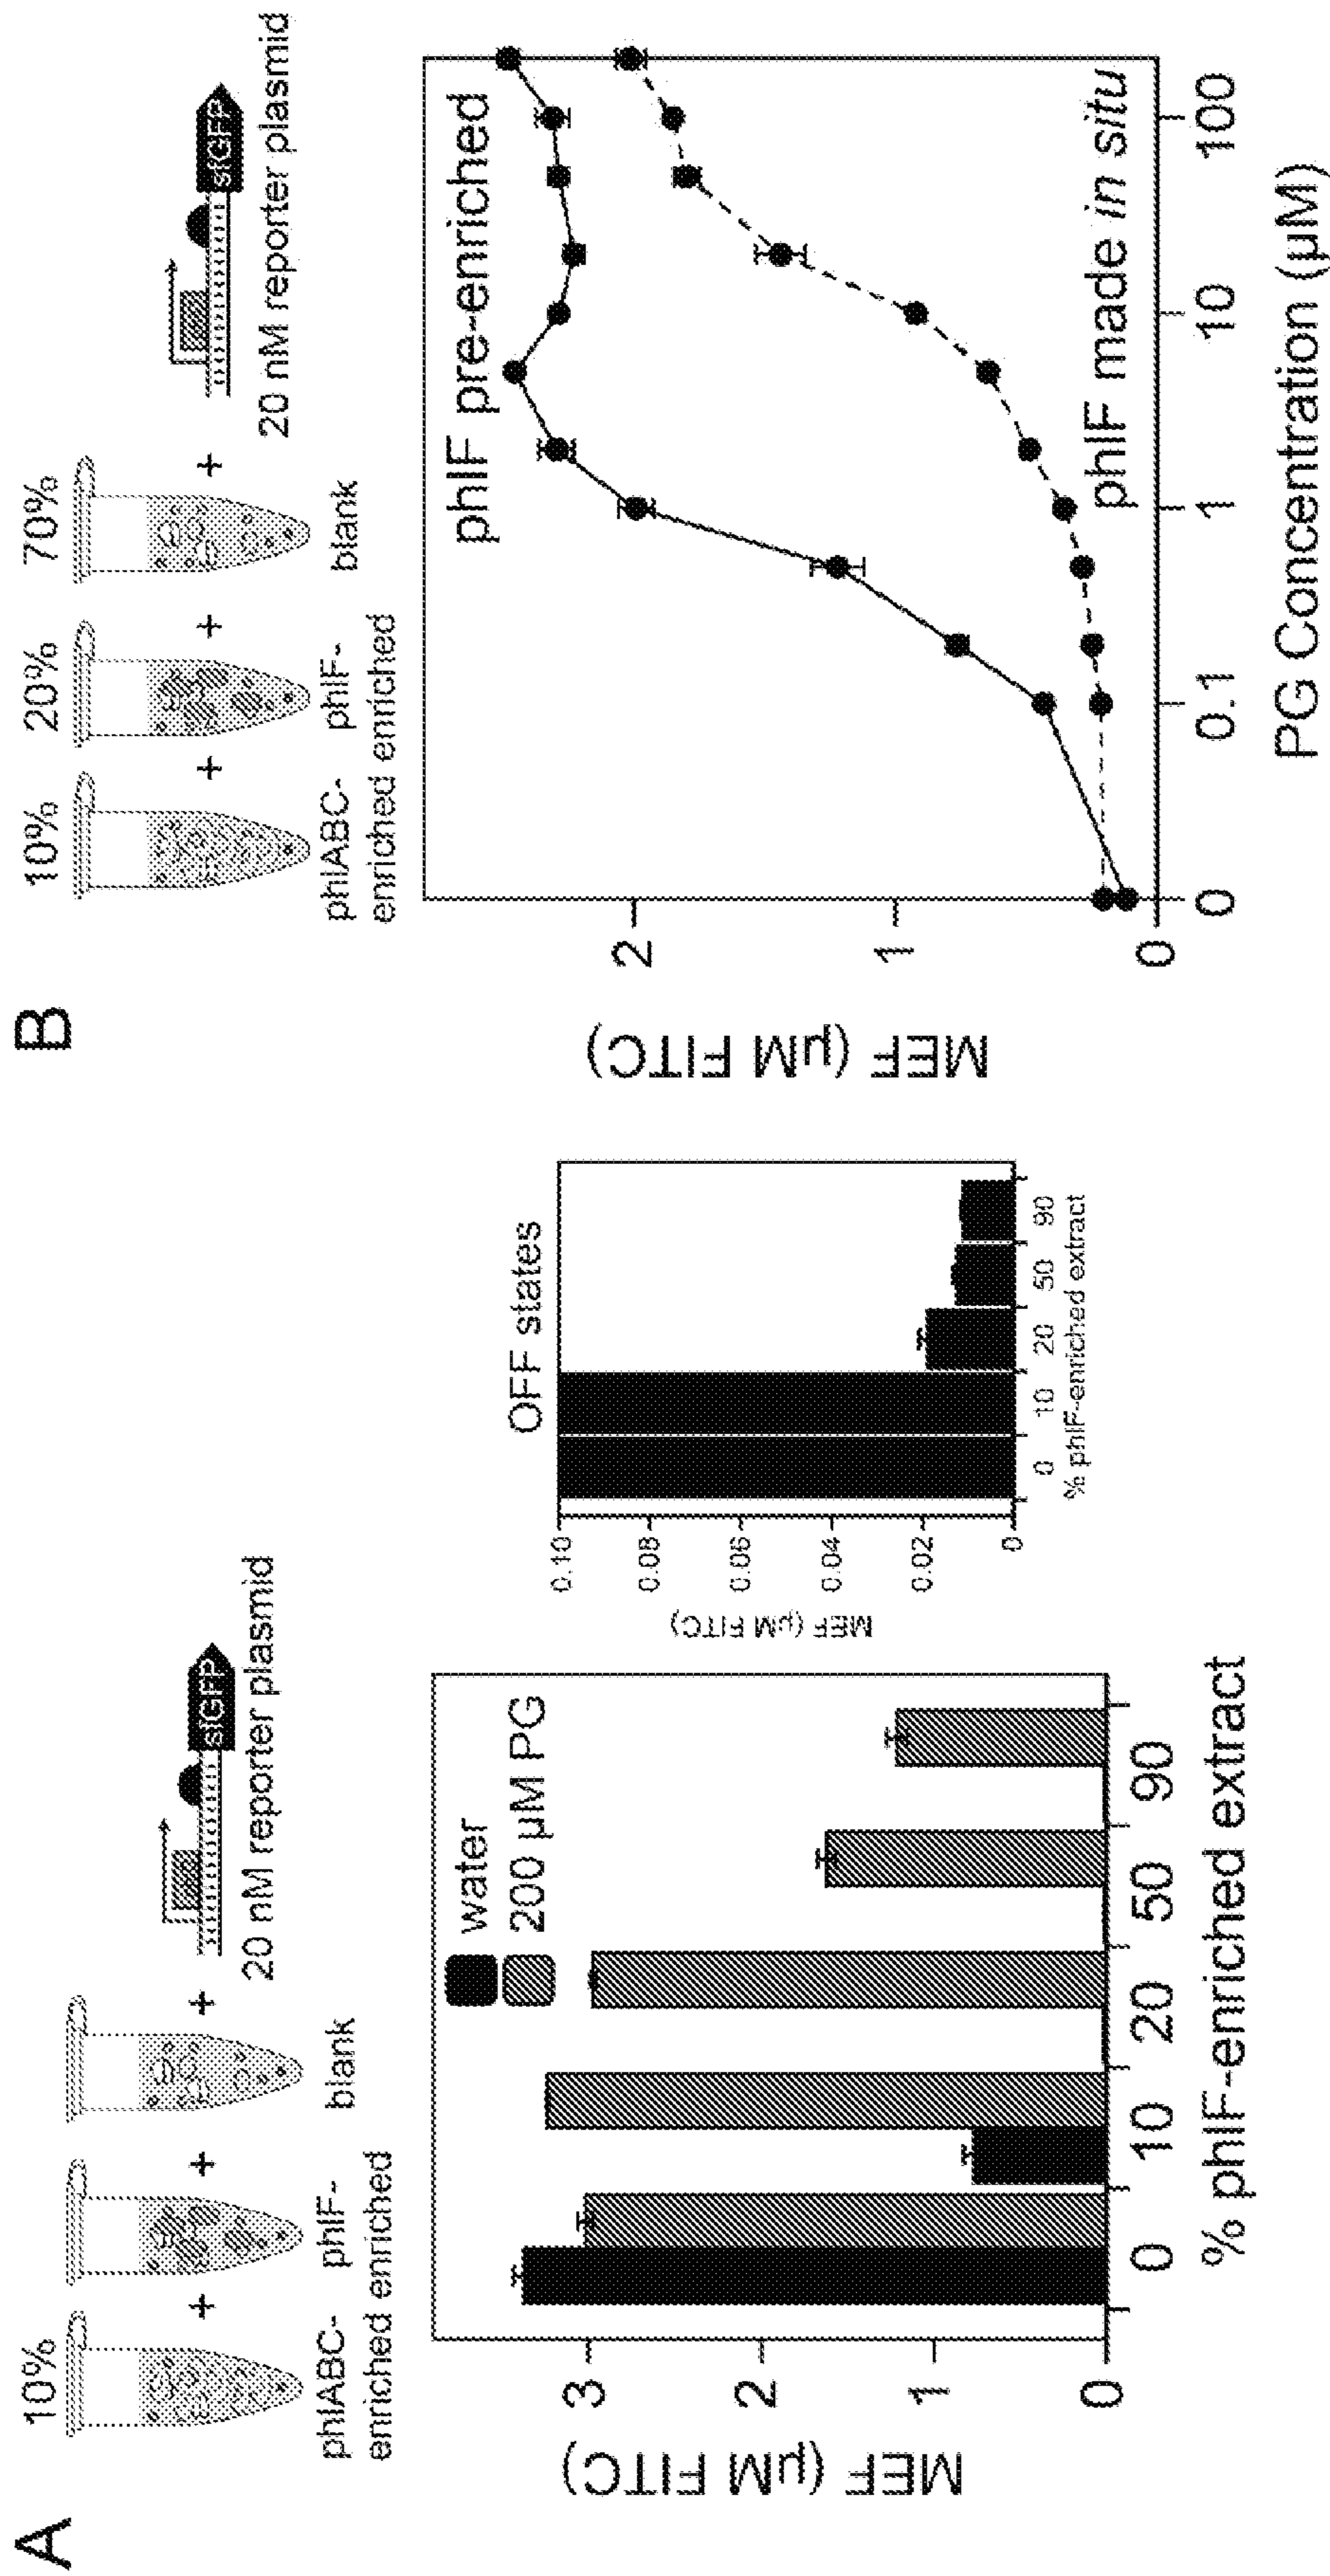 A
10%
+
+
+
phlABC-
enriched
phlF-
enriched
blank
sfGFP
20 nM reporter plasmid
MEF (µM FITC)
3
2
1
0
water
200 µM PG
0
10
20
50
90
% phlF-enriched extract
OFF states
MEF (µM FITC)
0.10
0.08
0.06
0.04
0.02
0
0
10
20
50
90
% phlF-enriched extract
B
10%
20%
70%
+
+
+
phlABC-
enriched
phlF-
enriched
blank
sfGFP
20 nM reporter plasmid
MEF (µM FITC)
2
1
0
phlF pre-enriched
phlF made in situ
0
0.1
1
10
100
PG Concentration (µM)